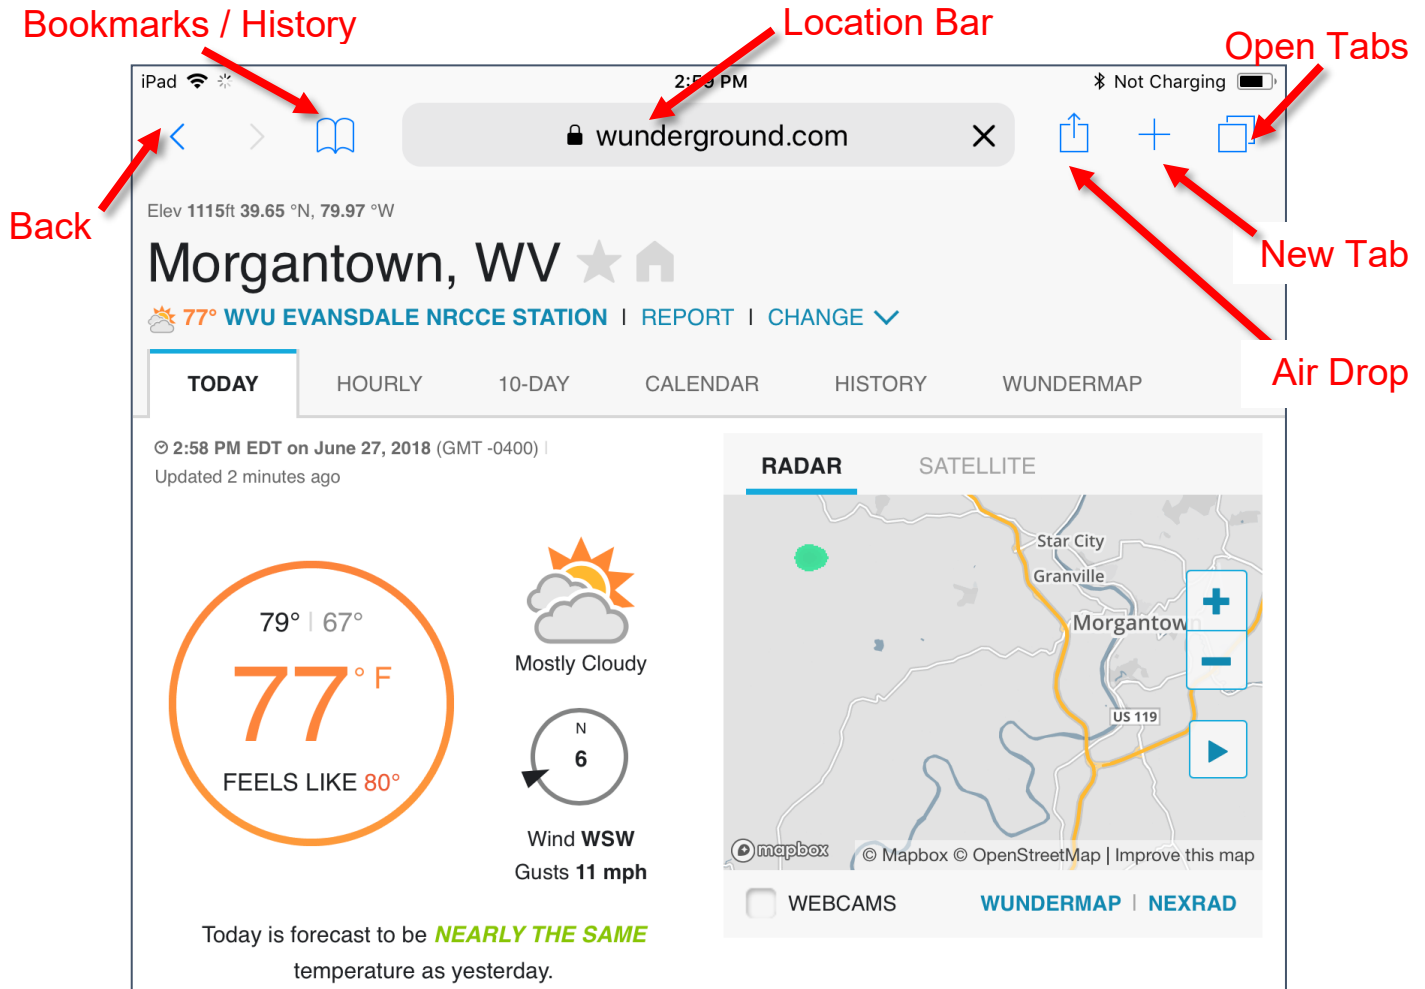 Bookmarks / History
Location Bar
Open Tabs
iPad
2:59 PM
Not Charging
wunderground.com
Back
New Tab
Air Drop
Elev 1115ft 39.65 °N, 79.97 °W
Morgantown, WV
77° WVU EVANSDALE NRCCE STATION | REPORT | CHANGE
TODAY HOURLY 10-DAY CALENDAR HISTORY WUNDERMAP
2:58 PM EDT on June 27, 2018 (GMT -0400) |
Updated 2 minutes ago
79° | 67°
77° F
FEELS LIKE 80°
Mostly Cloudy
N
6
Wind WSW
Gusts 11 mph
Today is forecast to be NEARLY THE SAME
temperature as yesterday.
RADAR SATELLITE
Star City
Granville
Morgantown
US 119
mapbox
© Mapbox © OpenStreetMap | Improve this map
WEBCAMS WUNDERMAP | NEXRAD